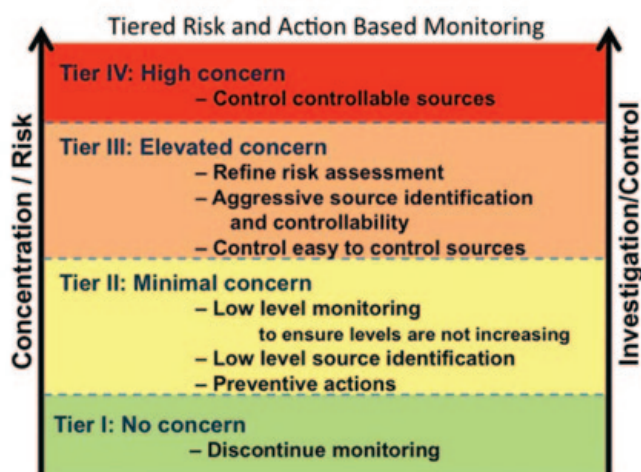 Tiered Risk and Action Based Monitoring
Tier IV: High concern
– Control controllable sources
Tier III: Elevated concern
– Refine risk assessment
– Aggressive source identification
and controllability
– Control easy to control sources
Tier II: Minimal concern
– Low level monitoring
to ensure levels are not increasing
– Low level source identification
– Preventive actions
Tier I: No concern
– Discontinue monitoring
Concentration / Risk
Investigation/Control